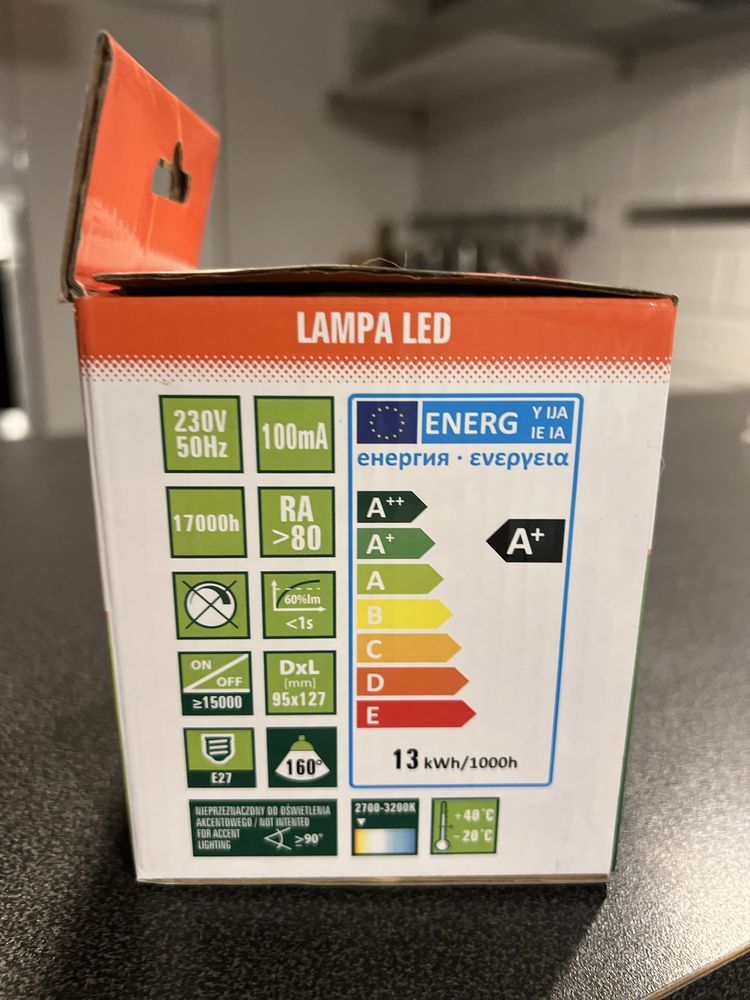 LAMPA LED
230V
50Hz
100mA
17000h
RA
>80
60%lm
<1s
ON
OFF
≥15000
DxL
[mm]
95x127
E27
160°
NIEPRZEZNACZONY DO OŚWIETLENIA
AKCENTOWEGO / NOT INTENTED
FOR ACCENT
LIGHTING
≥90°
2700-3200K
+40°C
-20°C
ENERG
Y IJA
IE IA
енергия · ενεργεια
A++
A+
A
B
C
D
E
A+
13 kWh/1000h